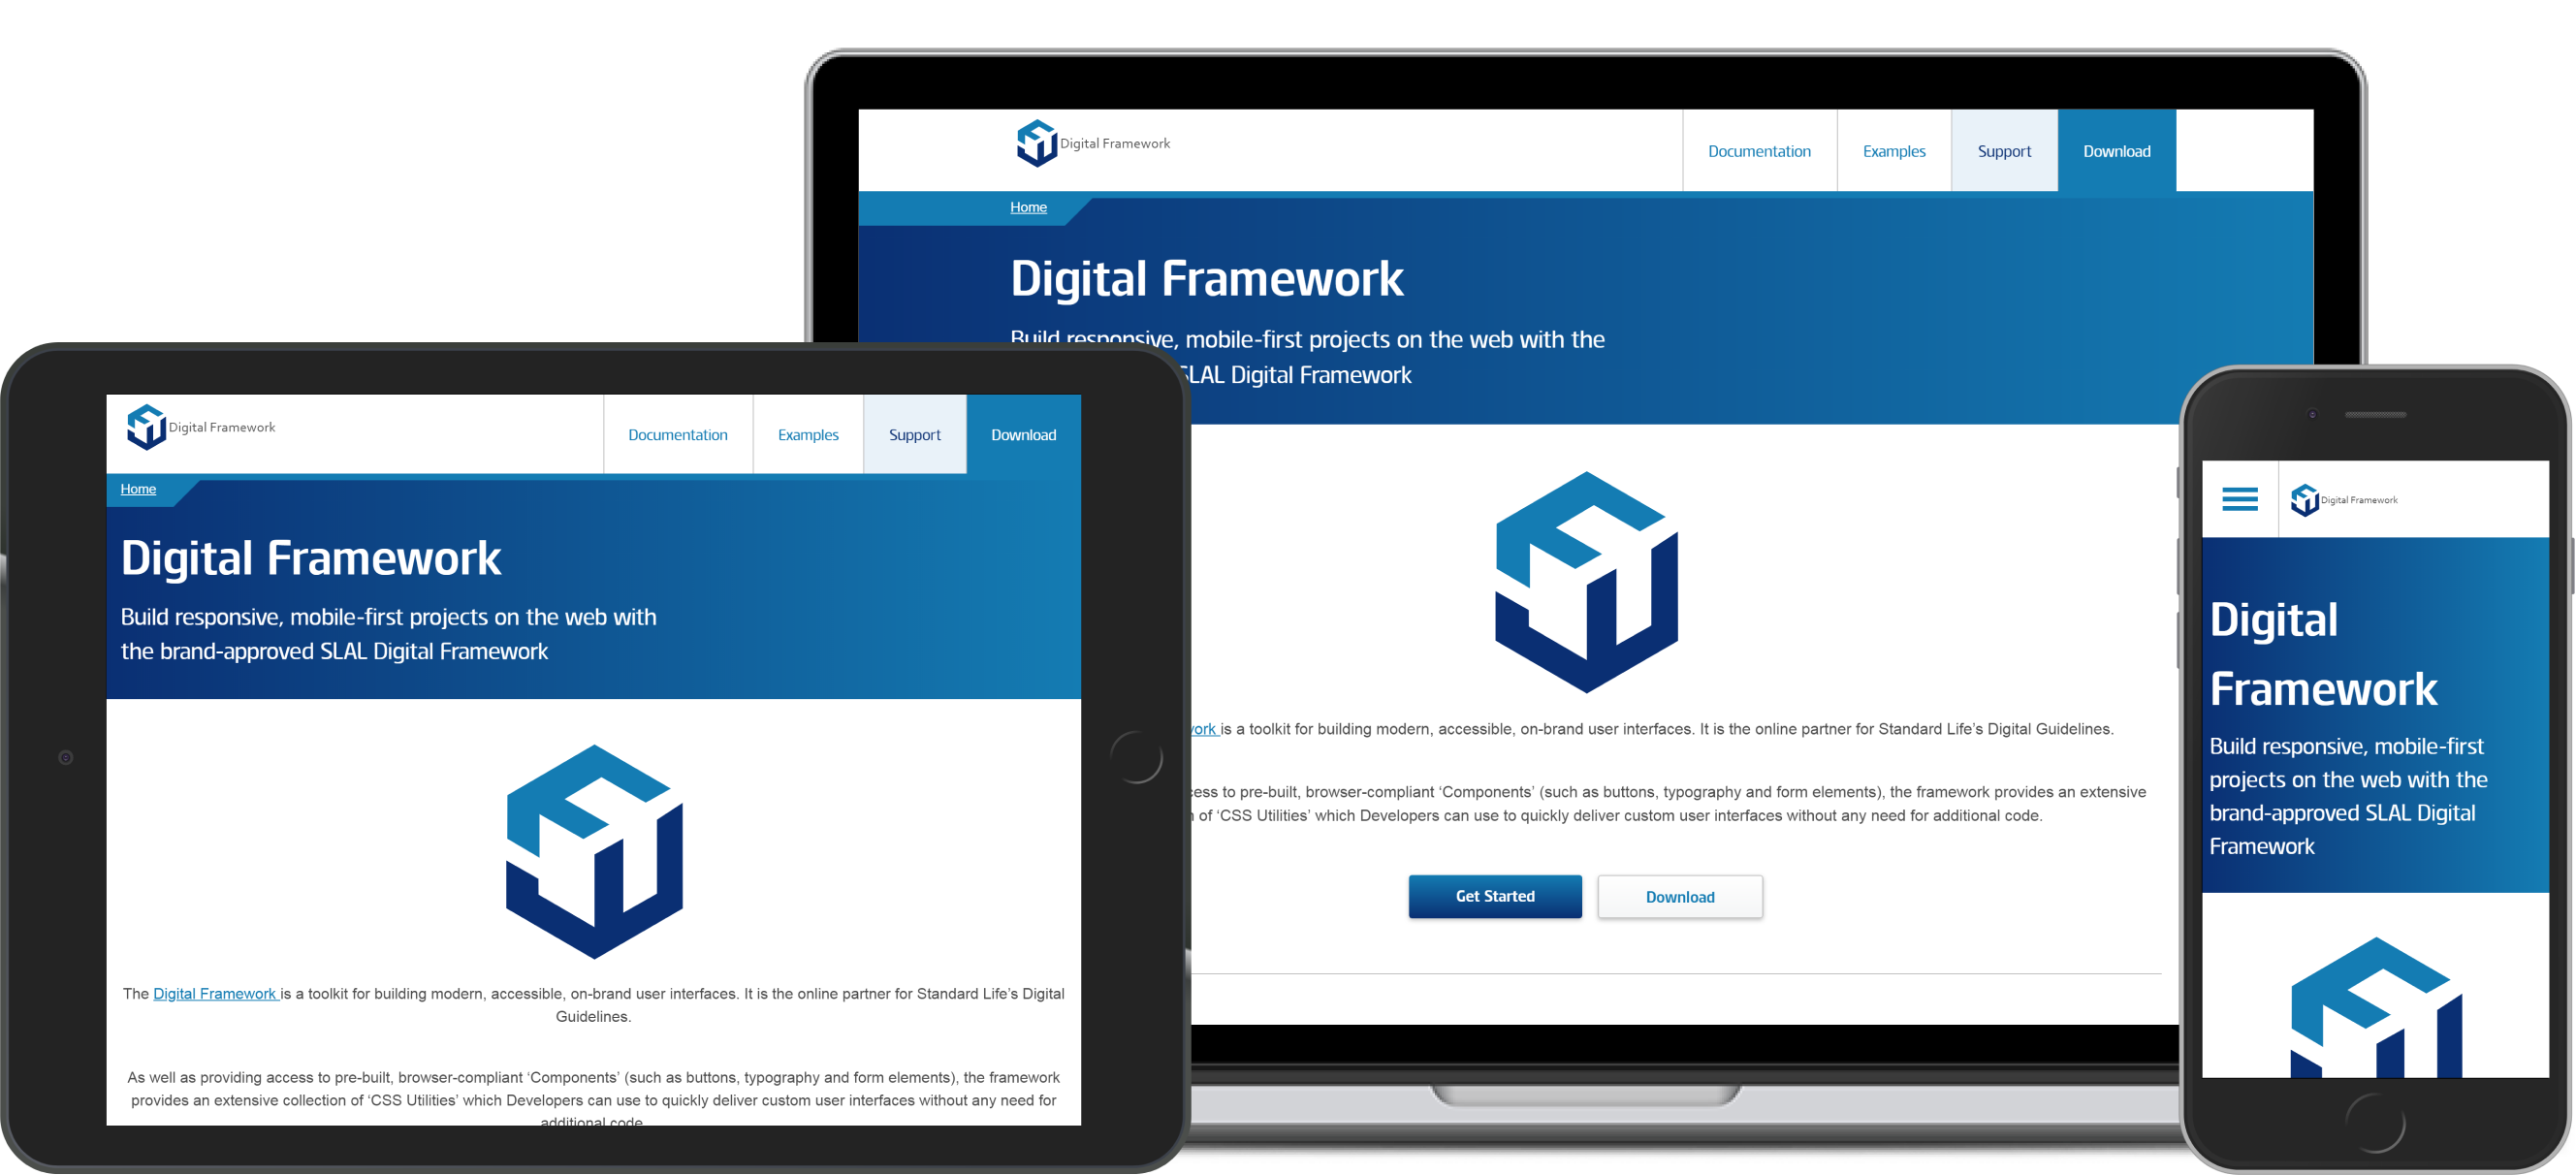 Digital Framework
Documentation
Examples
Support
Download
Home
Digital Framework
Build responsive, mobile-first projects on the web with the
SLAL Digital Framework
is a toolkit for building modern, accessible, on-brand user interfaces. It is the online partner for Standard Life’s Digital Guidelines.
to pre-built, browser-compliant ‘Components’ (such as buttons, typography and form elements), the framework provides an extensive
of ‘CSS Utilities’ which Developers can use to quickly deliver custom user interfaces without any need for additional code.
Get Started
Download
Digital Framework
Documentation
Examples
Support
Download
Home
Digital Framework
Build responsive, mobile-first projects on the web with
the brand-approved SLAL Digital Framework
The Digital Framework is a toolkit for building modern, accessible, on-brand user interfaces. It is the online partner for Standard Life’s Digital
Guidelines.
As well as providing access to pre-built, browser-compliant ‘Components’ (such as buttons, typography and form elements), the framework
provides an extensive collection of ‘CSS Utilities’ which Developers can use to quickly deliver custom user interfaces without any need for
additional code
Digital Framework
Digital
Framework
Build responsive, mobile-first
projects on the web with the
brand-approved SLAL Digital
Framework